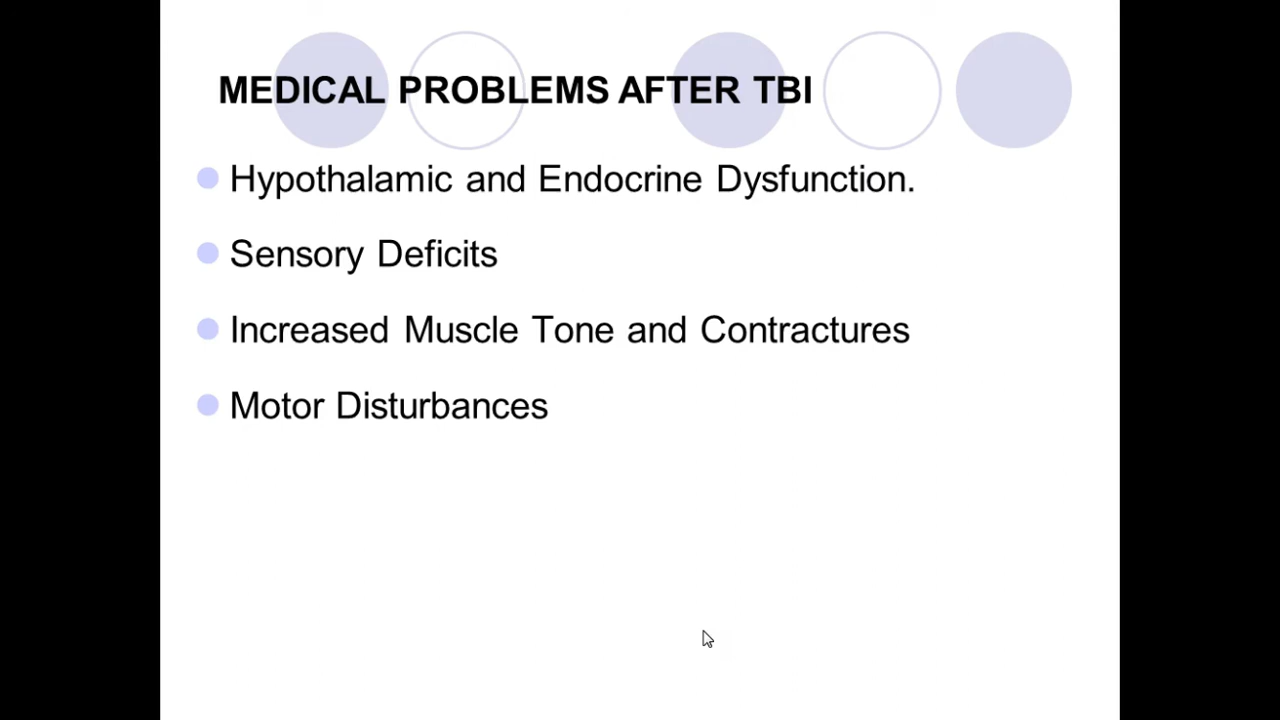 MEDICAL PROBLEMS AFTER TBI
Hypothalamic and Endocrine Dysfunction.
Sensory Deficits
Increased Muscle Tone and Contractures
Motor Disturbances